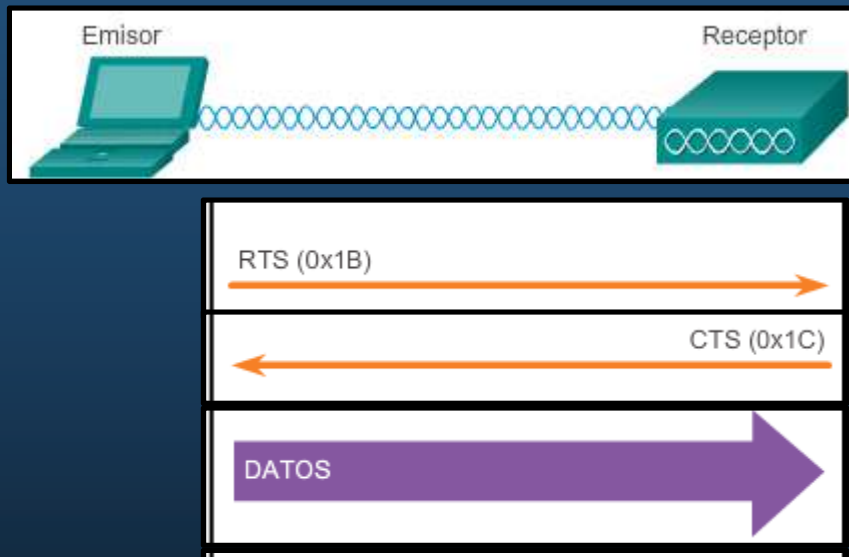 Emisor
Receptor
RTS (0x1B)
CTS (0x1C)
DATOS